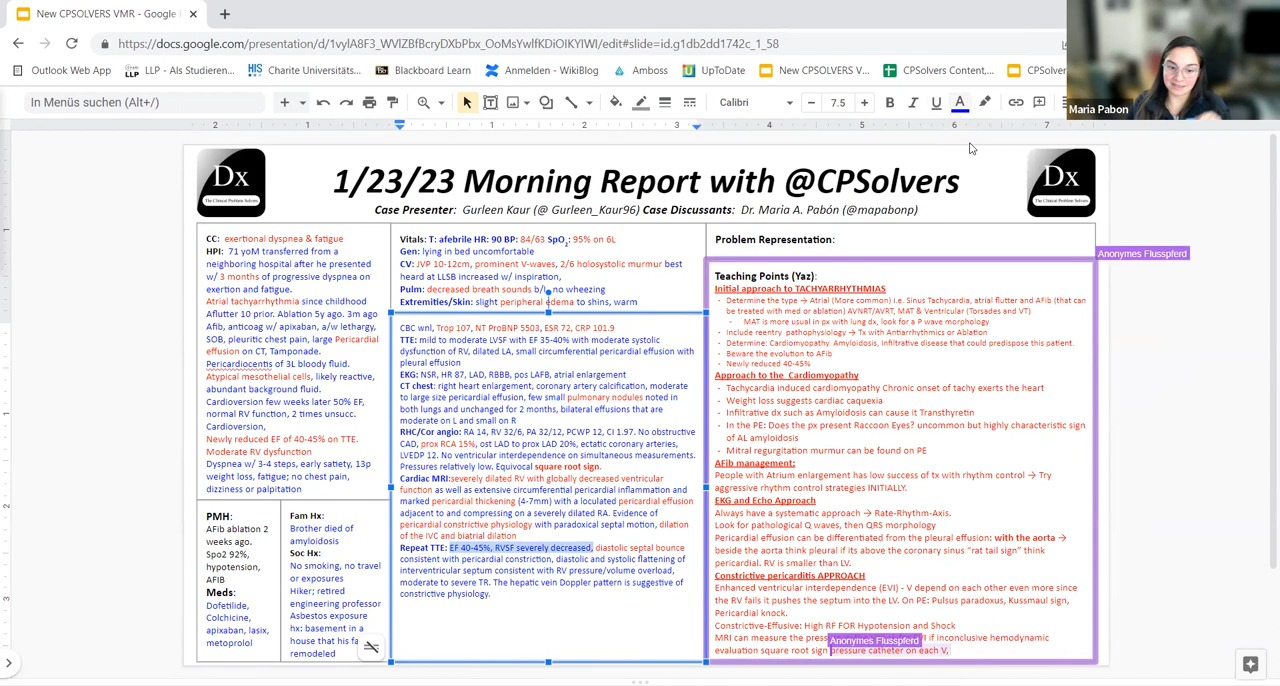 New CPSOLVERS VMR - Google
https://docs.google.com/presentation/d/1vylA8F3_WVlZBfBcryDXbPbx_OoMsYwlfKDiOIKYIWI/edit#slide=id.g1db2dd1742c_1_58
Outlook Web App
LLP - Als Studieren...
Charite Universitäts...
Blackboard Learn
Anmelden - WikiBlog
Amboss
UpToDate
New CPSOLVERS V...
CPSolvers Content,...
CPSolve
In Menüs suchen (Alt+/)
Calibri
7.5
Maria Pabon
2 1 1 2 3 4 5 6 7
Dx
The Clinical Problem Solvers
1/23/23 Morning Report with @CPSolvers
Case Presenter: Gurleen Kaur (@ Gurleen_Kaur96) Case Discussants: Dr. Maria A. Pabón (@mapabonp)
Dx
The Clinical Problem Solvers
CC: exertional dyspnea & fatigue
HPI: 71 yoM transferred from a
neighboring hospital after he presented
w/ 3 months of progressive dyspnea on
exertion and fatigue.
Atrial tachyrhythmia since childhood
Aflutter 10 prior. Ablation 5y ago. 3m ago
Afib, anticoag w/ apixaban, a/w lethargy,
SOB, pleuritic chest pain, large Pericardial
effusion on CT, Tamponade.
Pericardiocentis of 3L bloody fluid.
Atypical mesothelial cells, likely reactive,
abundant background fluid.
Cardioversion few weeks later 50% EF,
normal RV function, 2 times unsucc.
Cardioversion,
Newly reduced EF of 40-45% on TTE.
Moderate RV dysfunction
Dyspnea w/ 3-4 steps, early satiety, 13p
weight loss, fatigue; no chest pain,
dizziness or palpitation
PMH:
AFib ablation 2
weeks ago.
Spo2 92%,
hypotension,
AFIB
Meds:
Dofetilide,
Colchicine,
apixaban, lasix,
metoprolol
Fam Hx:
Brother died of
amyloidosis
Soc Hx:
No smoking, no travel
or exposures
Hiker; retired
engineering professor
Asbestos exposure
hx: basement in a
house that his fa
remodeled
Vitals: T: afebrile HR: 90 BP: 84/63 SpO2: 95% on 6L
Gen: lying in bed uncomfortable
CV: JVP 10-12cm, prominent V-waves, 2/6 holosystolic murmur best
heard at LLSB increased w/ inspiration,
Pulm: decreased breath sounds b/l, no wheezing
Extremities/Skin: slight peripheral edema to shins, warm
CBC wnl, Trop 107, NT ProBNP 5503, ESR 72, CRP 101.9
TTE: mild to moderate LVSF with EF 35-40% with moderate systolic
dysfunction of RV, dilated LA, small circumferential pericardial effusion with
pleural effusion
EKG: NSR, HR 87, LAD, RBBB, pos LAFB, atrial enlargement
CT chest: right heart enlargement, coronary artery calcification, moderate
to large size pericardial effusion, few small pulmonary nodules noted in
both lungs and unchanged for 2 months, bilateral effusions that are
moderate on L and small on R
RHC/Cor angio: RA 14, RV 32/6, PA 32/12, PCWP 12, CI 1.97. No obstructive
CAD, prox RCA 15%, ost LAD to prox LAD 20%, ectatic coronary arteries,
LVEDP 12. No ventricular interdependence on simultaneous measurements.
Pressures relatively low. Equivocal square root sign.
Cardiac MRI:severely dilated RV with globally decreased ventricular
function as well as extensive circumferential pericardial inflammation and
marked pericardial thickening (4-7mm) with a loculated pericardial effusion
adjacent to and compressing on a severely dilated RA. Evidence of
pericardial constrictive physiology with paradoxical septal motion, dilation
of the IVC and biatrial dilation
Repeat TTE: EF 40-45%, RVSF severely decreased, diastolic septal bounce
consistent with pericardial constriction, diastolic and systolic flattening of
interventricular septum consistent with RV pressure/volume overload,
moderate to severe TR. The hepatic vein Doppler pattern is suggestive of
constrictive physiology.
Problem Representation:
Anonymes Flusspferd
Teaching Points (Yaz):
Initial approach to TACHYARRHYTHMIAS
- Determine the type → Atrial (More common) i.e. Sinus Tachycardia, atrial flutter and AFib (that can
be treated with med or ablation) AVNRT/AVRT, MAT & Ventricular (Torsades and VT)
- MAT is more usual in px with lung dx, look for a P wave morphology
- Include reentry pathophysiology → Tx with Antiarrhythmics or Ablation
- Determine: Cardiomyopathy. Amyloidosis, Infiltrative disease that could predispose this patient.
- Beware the evolution to AFib
- Newly reduced 40-45%
Approach to the Cardiomyopathy
- Tachycardia induced cardiomyopathy Chronic onset of tachy exerts the heart
- Weight loss suggests cardiac caquexia
- Infiltrative dx such as Amyloidosis can cause it Transthyretin
- In the PE: Does the px present Raccoon Eyes? uncommon but highly characteristic sign
of AL amyloidosis
- Mitral regurgitation murmur can be found on PE
AFib management:
People with Atrium enlargement has low success of tx with rhythm control → Try
aggressive rhythm control strategies INITIALLY.
EKG and Echo Approach
Always have a systematic approach → Rate-Rhythm-Axis.
Look for pathological Q waves, then QRS morphology
Pericardial effusion can be differentiated from the pleural effusion: with the aorta →
beside the aorta think pleural if its above the coronary sinus "rat tail sign" think
pericardial. RV is smaller than LV.
Constrictive pericarditis APPROACH
Enhanced ventricular interdependence (EVI) - V depend on each other even more since
the RV fails it pushes the septum into the LV. On PE: Pulsus paradoxus, Kussmaul sign,
Pericardial knock.
Constrictive-Effusive: High RF FOR Hypotension and Shock
MRI can measure the press I if inconclusive hemodynamic
Anonymes Flusspferd
evaluation square root sign pressure catheter on each V,